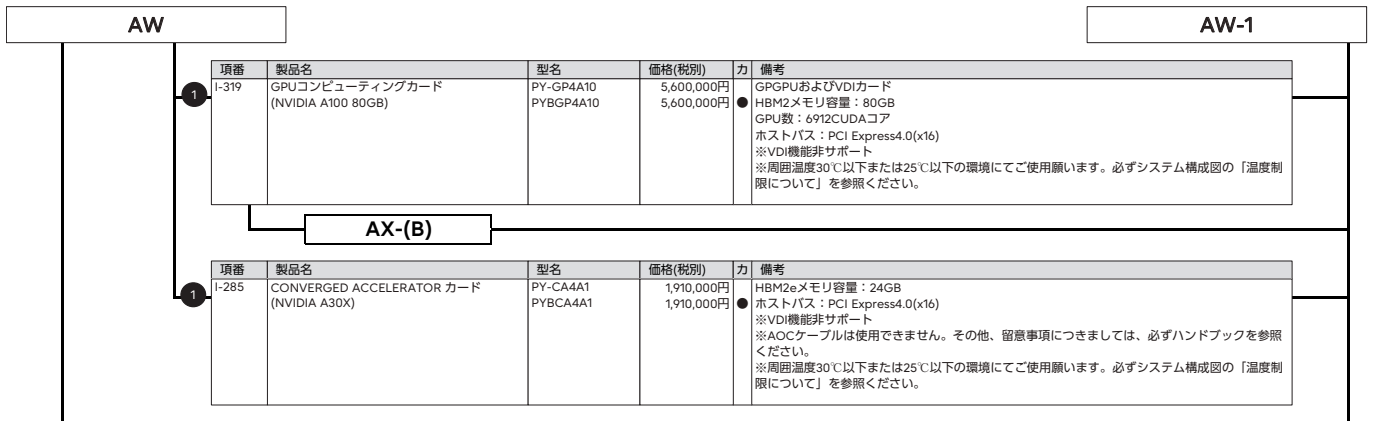 AW
AW-1
項番 製品名 型名 価格(税別) カ 備考
1 I-319 GPUコンピューティングカード PY-GP4A10 5,600,000円 GPGPUおよびVDIカード
(NVIDIA A100 80GB) PYBGP4A10 5,600,000円 ● HBM2メモリ容量：80GB
GPU数：6912CUDAコア
ホストバス：PCI Express4.0(x16)
※VDI機能非サポート
※周囲温度30℃以下または25℃以下の環境にてご使用願います。必ずシステム構成図の「温度制
限について」を参照ください。
AX-(B)
項番 製品名 型名 価格(税別) カ 備考
1 I-285 CONVERGED ACCELERATOR カード PY-CA4A1 1,910,000円 HBM2eメモリ容量：24GB
(NVIDIA A30X) PYBCA4A1 1,910,000円 ● ホストバス：PCI Express4.0(x16)
※VDI機能非サポート
※AOCケーブルは使用できません。その他、留意事項につきましては、必ずハンドブックを参照
ください。
※周囲温度30℃以下または25℃以下の環境にてご使用願います。必ずシステム構成図の「温度制
限について」を参照ください。